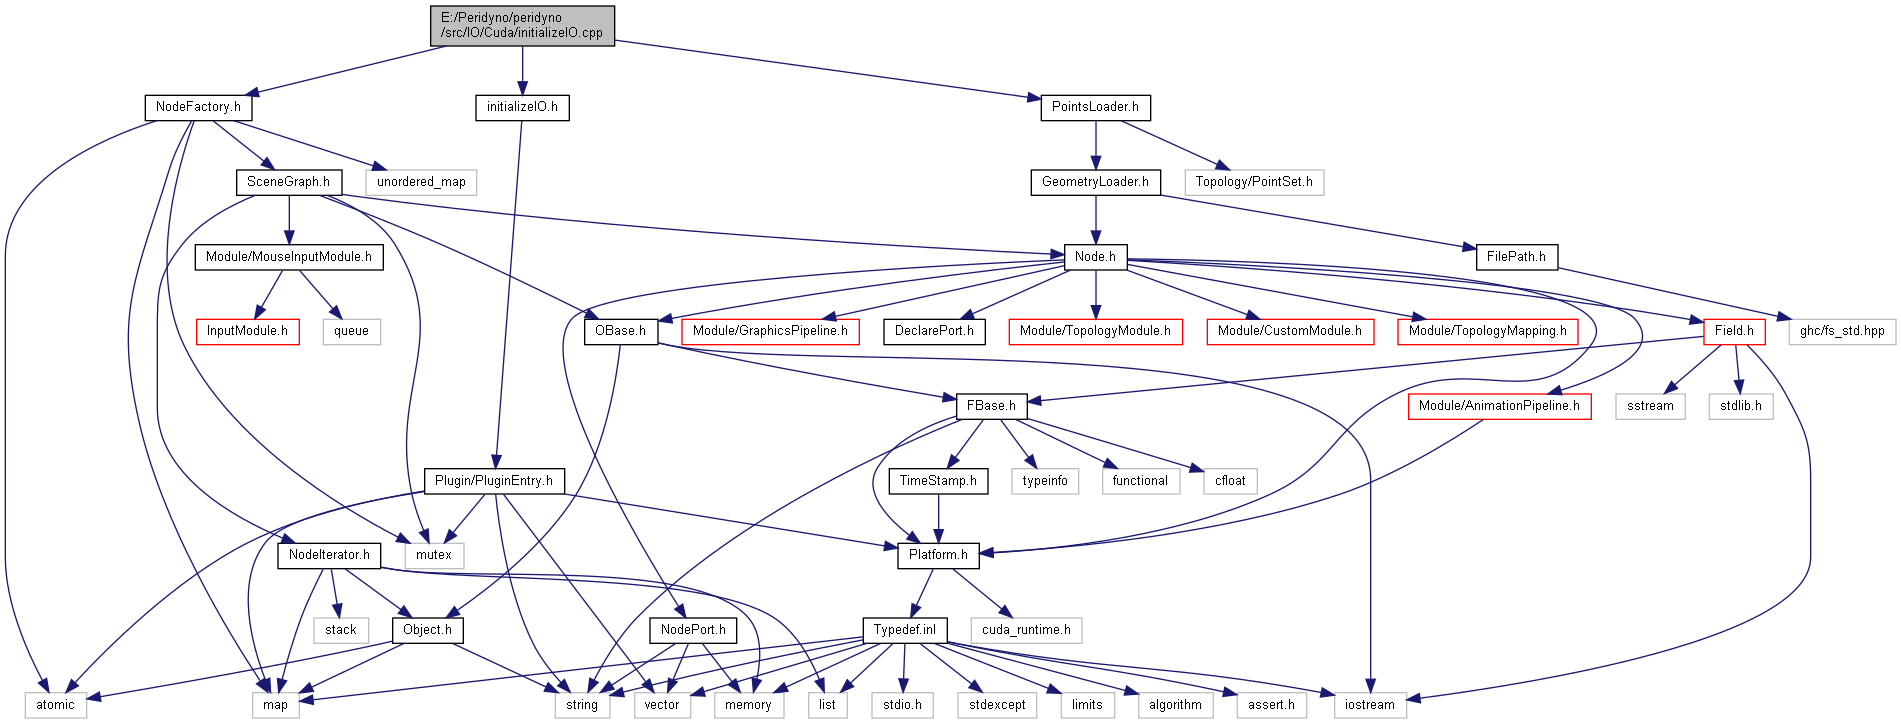 E:/Peridyno/peridyno
/src/IO/Cuda/initializeIO.cpp
NodeFactory.h
initializeIO.h
PointsLoader.h
SceneGraph.h
unordered_map
GeometryLoader.h
Topology/PointSet.h
Module/MouseInputModule.h
Node.h
FilePath.h
InputModule.h
queue
OBase.h
Module/GraphicsPipeline.h
DeclarePort.h
Module/TopologyModule.h
Module/CustomModule.h
Module/TopologyMapping.h
Field.h
ghc/fs_std.hpp
FBase.h
Module/AnimationPipeline.h
sstream
stdlib.h
Plugin/PluginEntry.h
TimeStamp.h
typeinfo
functional
cfloat
NodeIterator.h
mutex
Platform.h
stack
Object.h
NodePort.h
Typedef.inl
cuda_runtime.h
atomic
map
string
vector
memory
list
stdio.h
stdexcept
limits
algorithm
assert.h
iostream